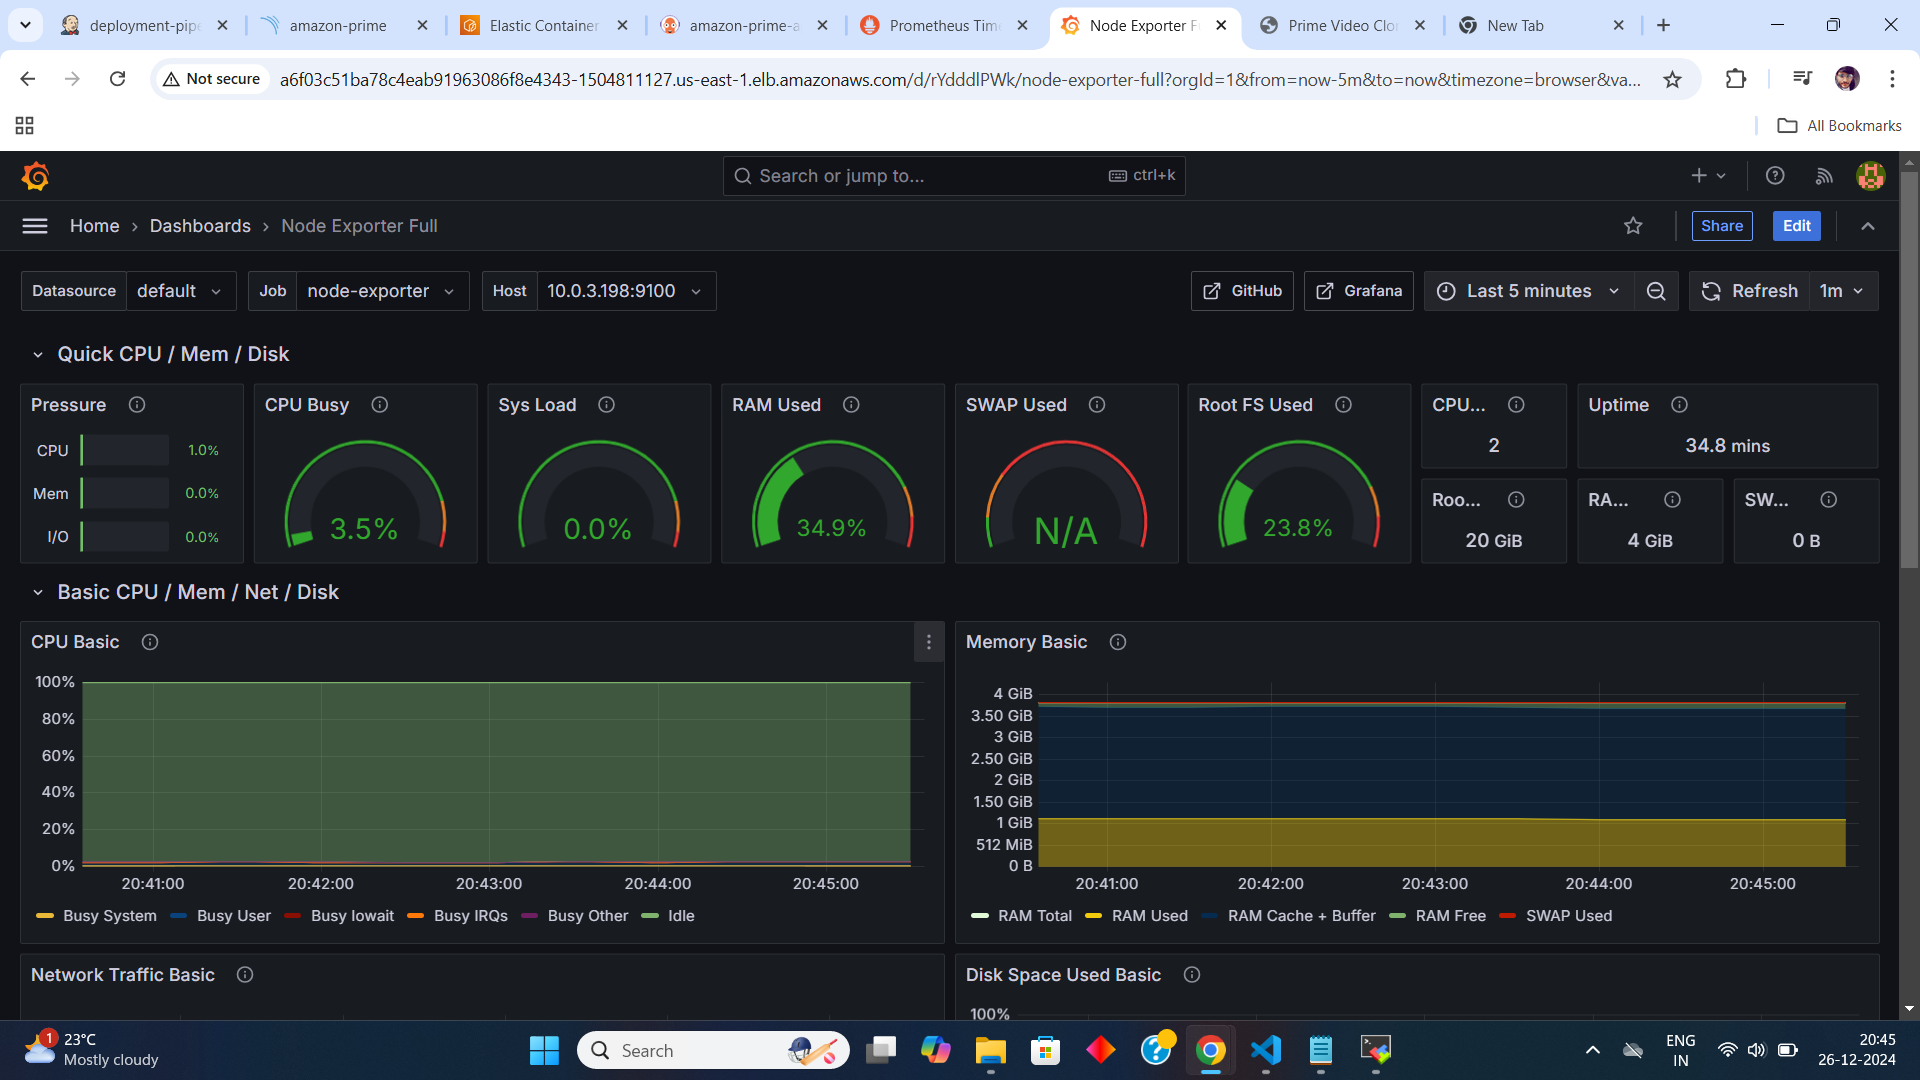 deployment-pipe
amazon-prime
Elastic Container
amazon-prime-a
Prometheus Time
Node Exporter F
Prime Video Clon
New Tab
Not secure
a6f03c51ba78c4eab91963086f8e4343-1504811127.us-east-1.elb.amazonaws.com/d/rYdddlPWk/node-exporter-full?orgId=1&from=now-5m&to=now&timezone=browser&va...
All Bookmarks
Search or jump to...
ctrl+k
Home › Dashboards › Node Exporter Full
Share
Edit
Datasource default
Job node-exporter
Host 10.0.3.198:9100
GitHub
Grafana
Last 5 minutes
Refresh 1m
Quick CPU / Mem / Disk
Pressure
CPU 1.0%
Mem 0.0%
I/O 0.0%
CPU Busy
3.5%
Sys Load
0.0%
RAM Used
34.9%
SWAP Used
N/A
Root FS Used
23.8%
CPU...
2
Uptime
34.8 mins
Roo...
20 GiB
RA...
4 GiB
SW...
0 B
Basic CPU / Mem / Net / Disk
CPU Basic
100%
80%
60%
40%
20%
0%
20:41:00 20:42:00 20:43:00 20:44:00 20:45:00
Busy System Busy User Busy Iowait Busy IRQs Busy Other Idle
Memory Basic
4 GiB
3.50 GiB
3 GiB
2.50 GiB
2 GiB
1.50 GiB
1 GiB
512 MiB
0 B
20:41:00 20:42:00 20:43:00 20:44:00 20:45:00
RAM Total RAM Used RAM Cache + Buffer RAM Free SWAP Used
Network Traffic Basic
Disk Space Used Basic
100%
1
23°C
Mostly cloudy
Search
ENG
IN
20:45
26-12-2024